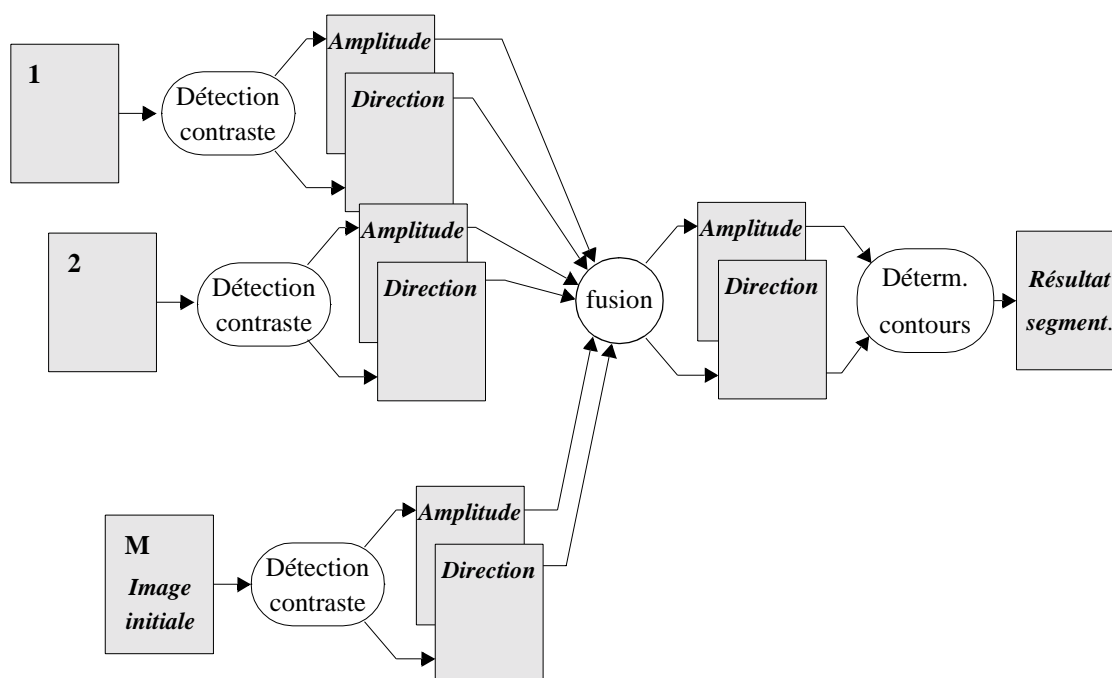 1
Détection
contraste
Amplitude
Direction
2
Détection
contraste
Amplitude
Direction
fusion
Amplitude
Direction
Déterm.
contours
Résultat
segment.
M
Image
initiale
Détection
contraste
Amplitude
Direction